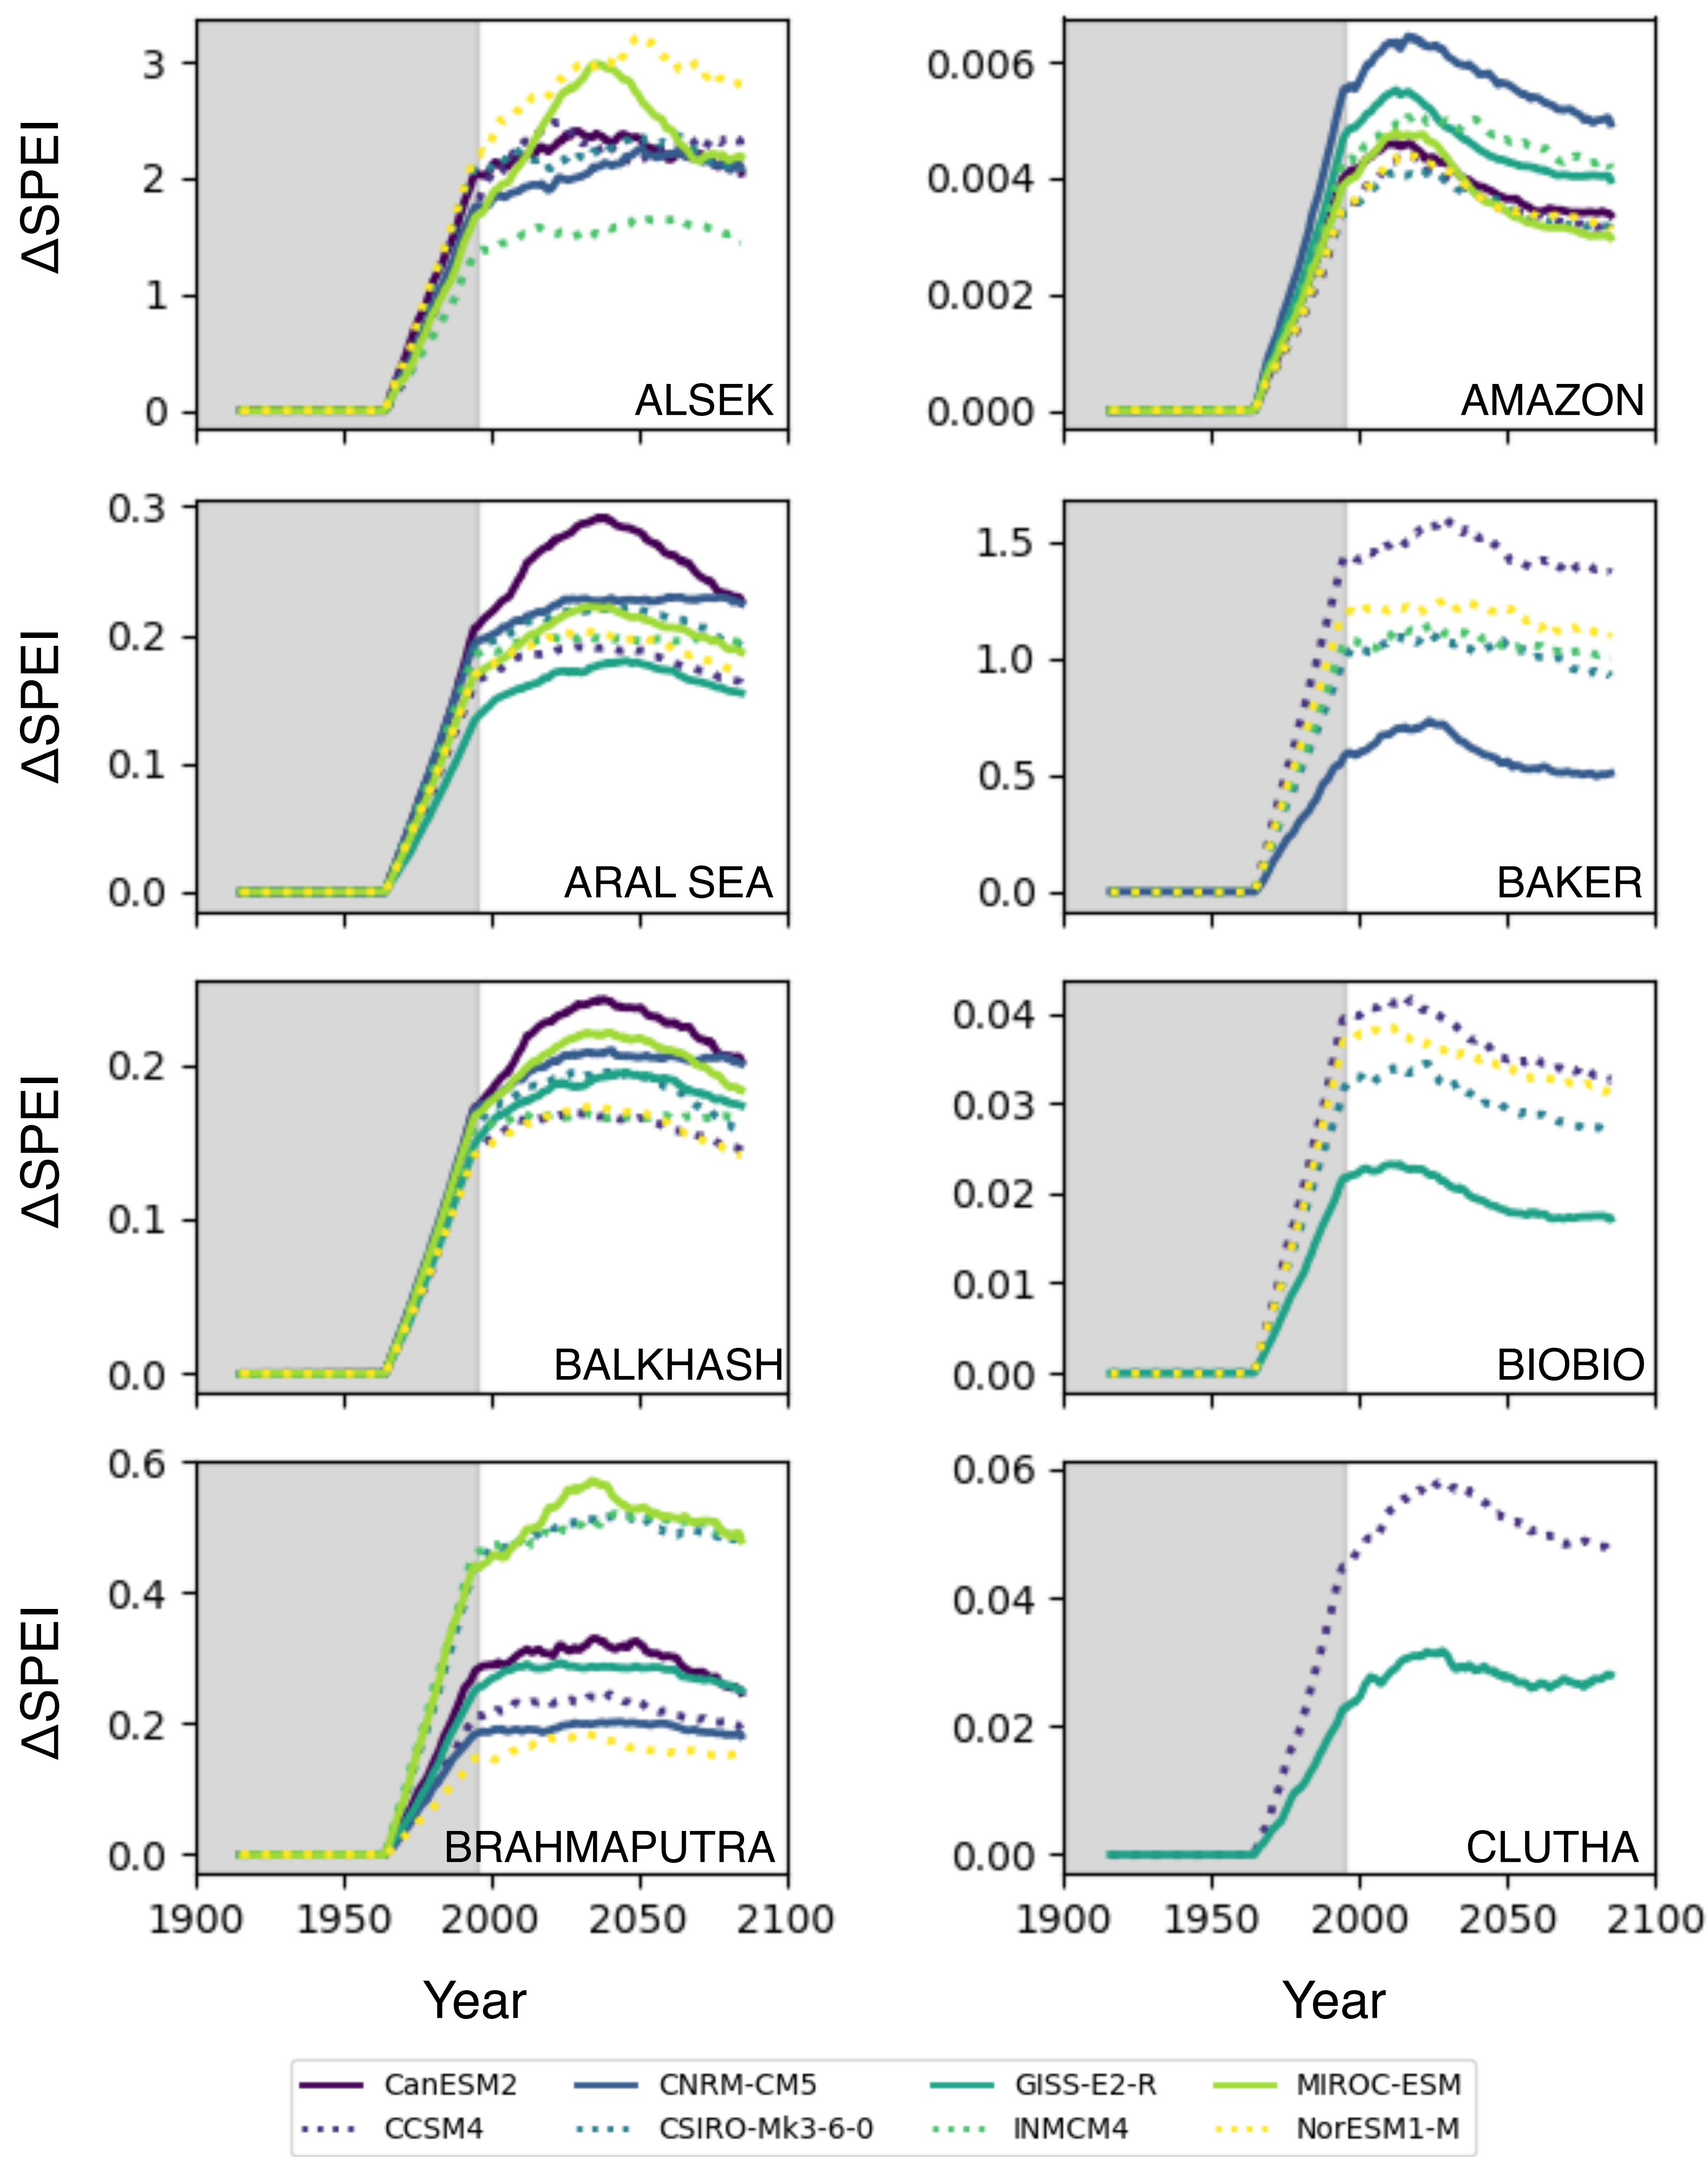 ΔSPEI
3
2
1
0
ALSEK
0.006
0.004
0.002
0.000
AMAZON
ΔSPEI
0.3
0.2
0.1
0.0
ARAL SEA
1.5
1.0
0.5
0.0
BAKER
ΔSPEI
0.2
0.1
0.0
BALKHASH
0.04
0.03
0.02
0.01
0.00
BIOBIO
ΔSPEI
0.6
0.4
0.2
0.0
BRAHMAPUTRA
0.06
0.04
0.02
0.00
CLUTHA
1900 1950 2000 2050 2100
1900 1950 2000 2050 2100
Year
Year
CanESM2 CNRM-CM5 GISS-E2-R MIROC-ESM
CCSM4 CSIRO-Mk3-6-0 INMCM4 NorESM1-M